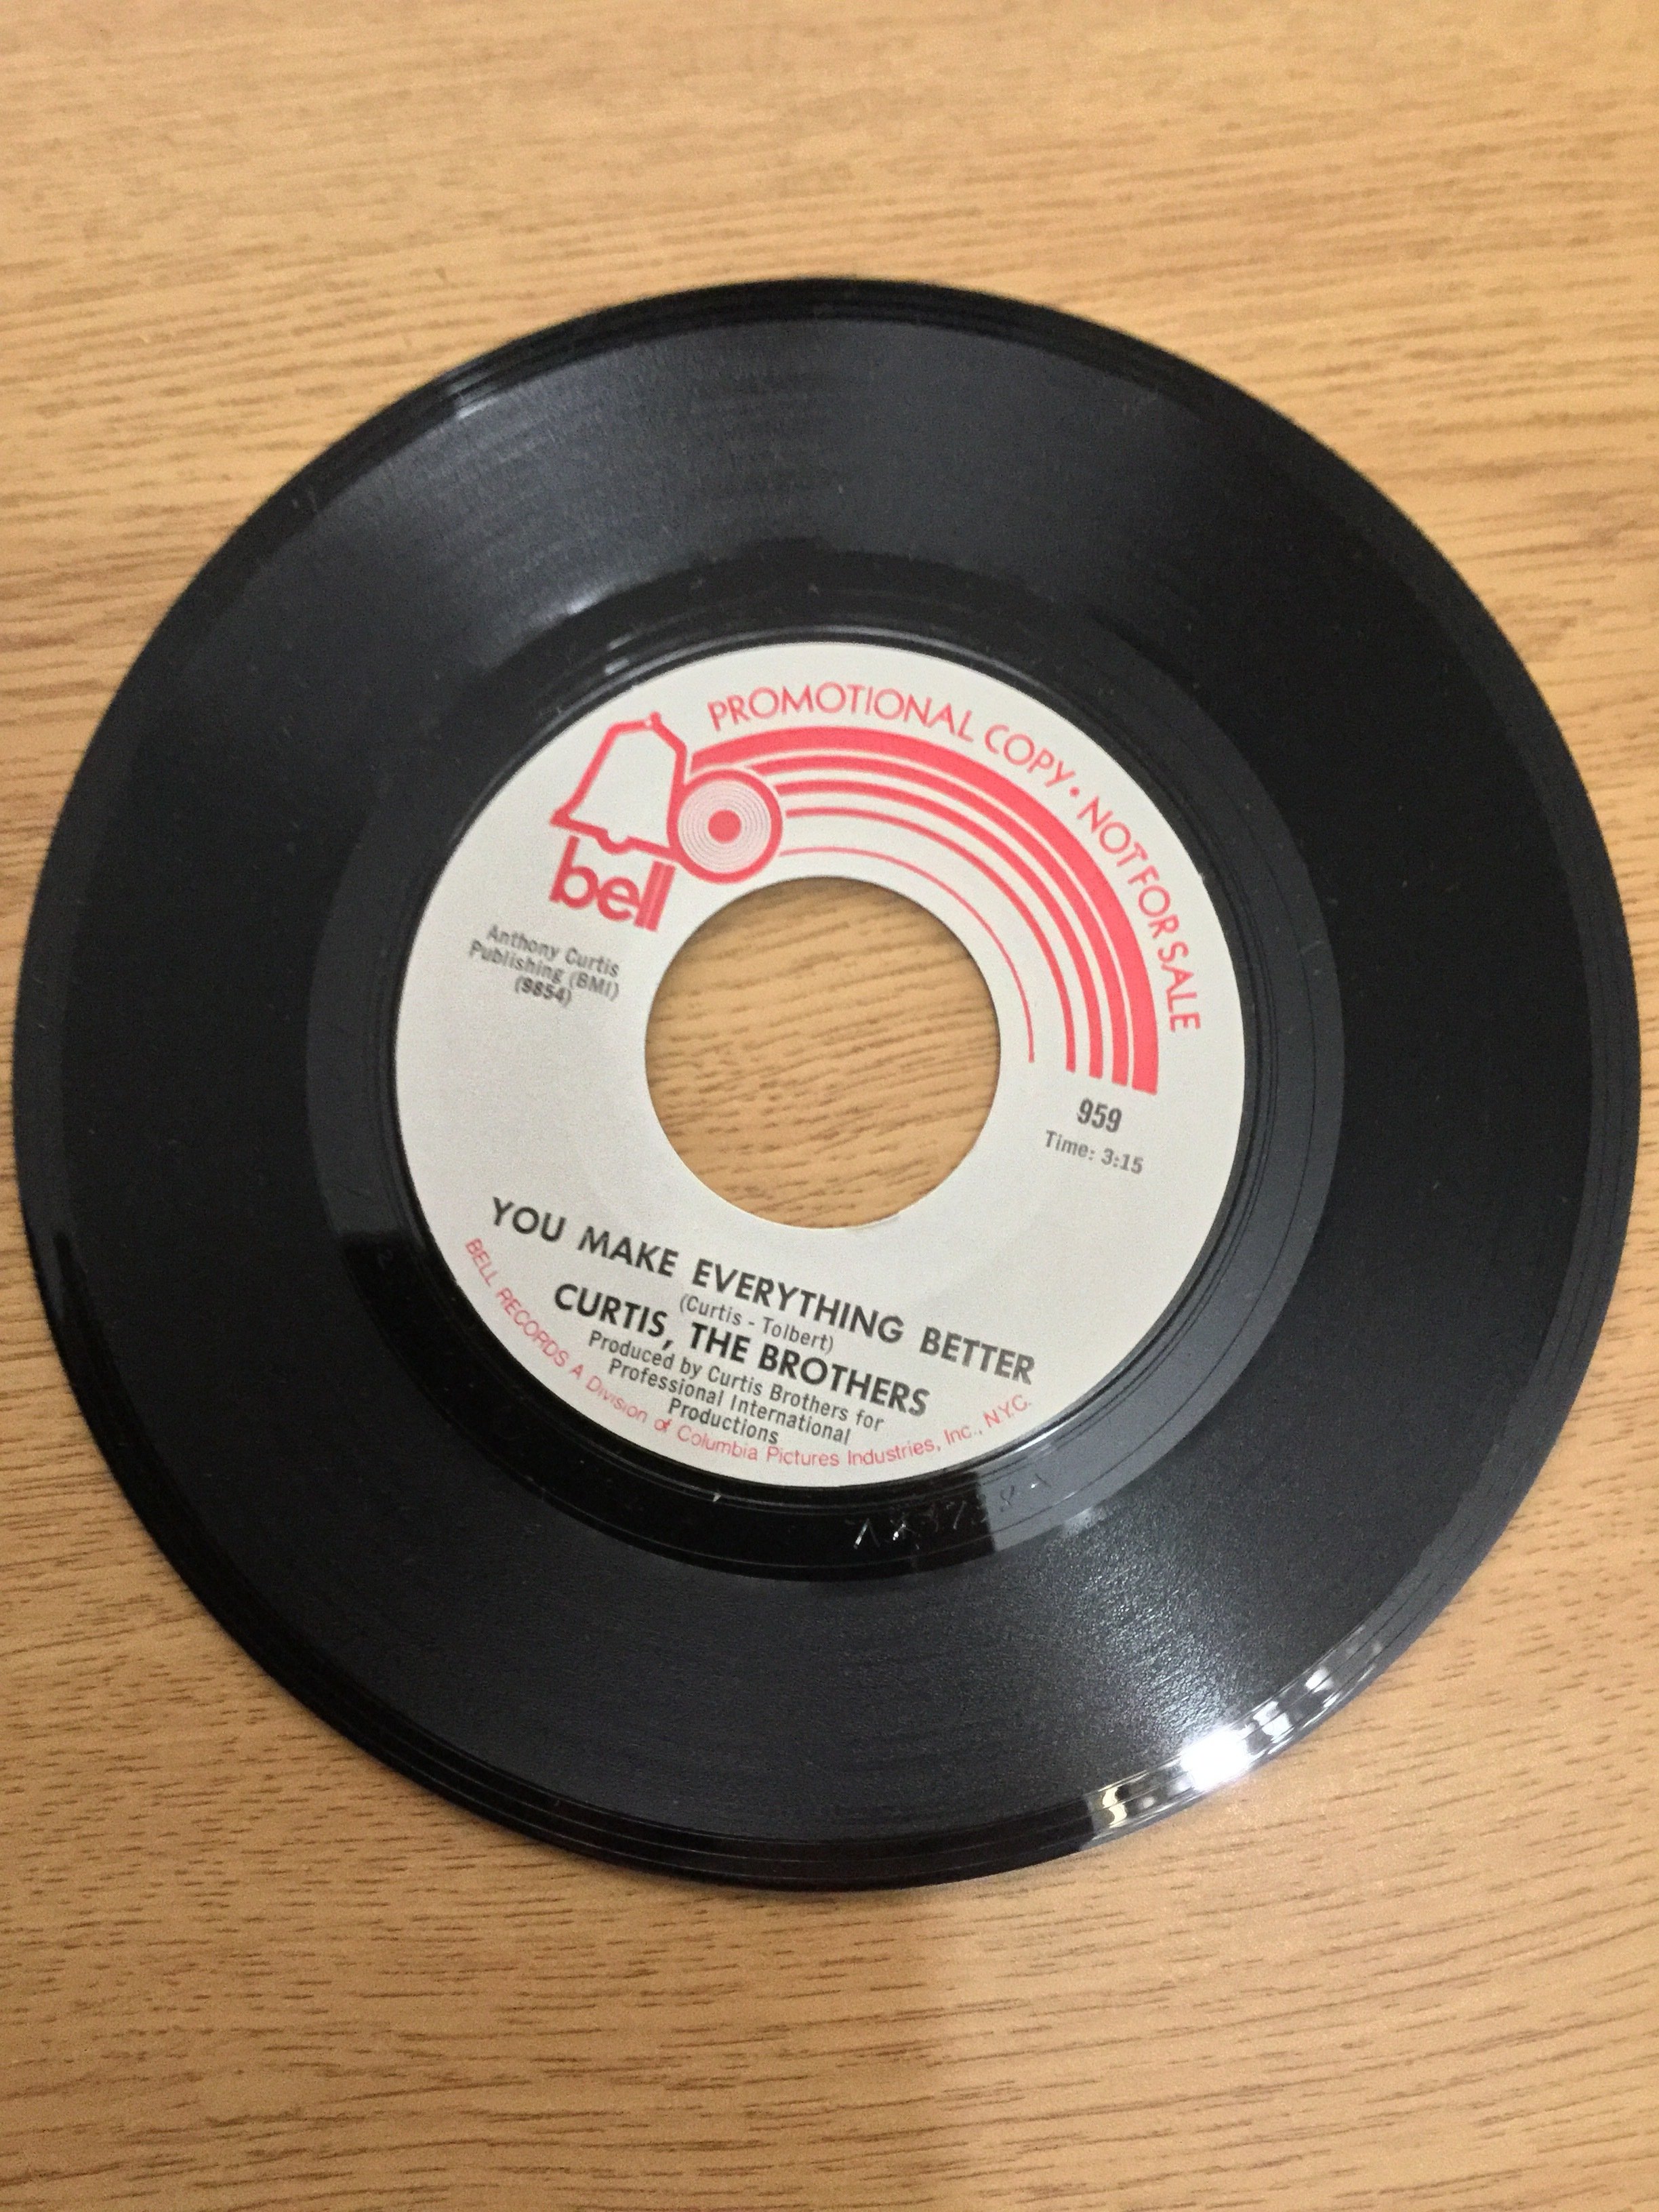 PROMOTIONAL COPY • NOT FOR SALE
bell
Anthony Curtis
Publishing (BMI)
(9854)
959
Time: 3:15
YOU MAKE EVERYTHING BETTER
(Curtis - Tolbert)
CURTIS, THE BROTHERS
Produced by Curtis Brothers for
Professional International
Productions
BELL RECORDS A Division of Columbia Pictures Industries, Inc., N.Y.C.